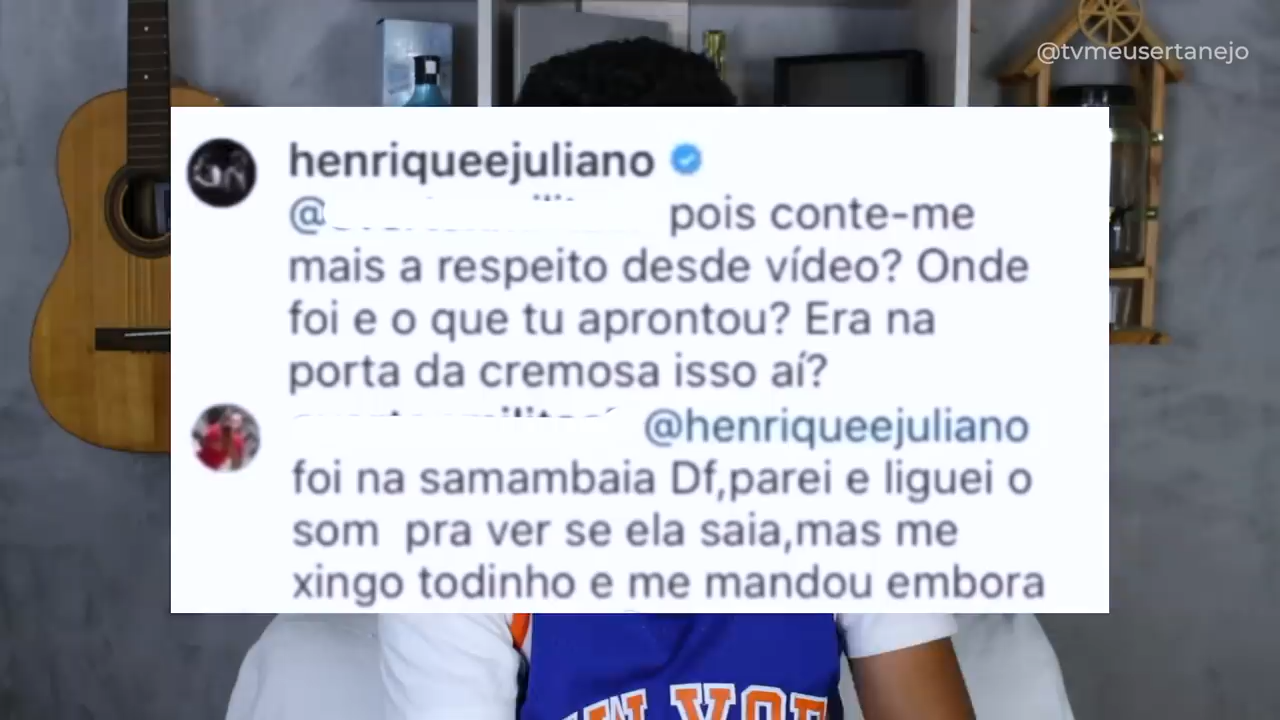 @tvmeusertanejo
henriqueejuliano
@ pois conte-me
mais a respeito desde vídeo? Onde
foi e o que tu aprontou? Era na
porta da cremosa isso aí?
@henriqueejuliano
foi na samambaia Df,parei e liguei o
som pra ver se ela saia,mas me
xingo todinho e me mandou embora